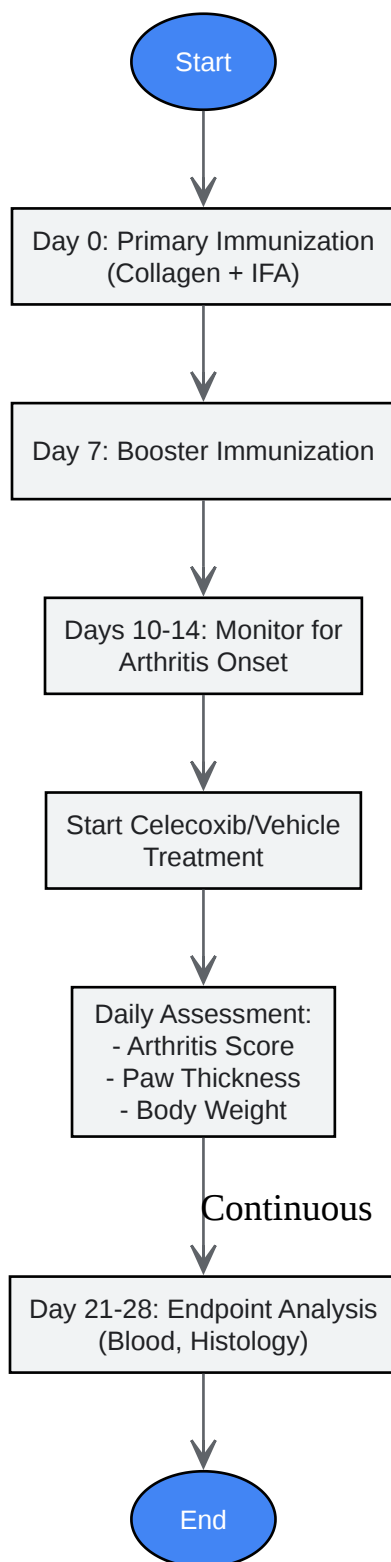 Start
Day 0: Primary Immunization
(Collagen + IFA)
Day 7: Booster Immunization
Days 10-14: Monitor for
Arthritis Onset
Start Celecoxib/Vehicle
Treatment
Daily Assessment:
- Arthritis Score
- Paw Thickness
- Body Weight
Continuous
Day 21-28: Endpoint Analysis
(Blood, Histology)
End